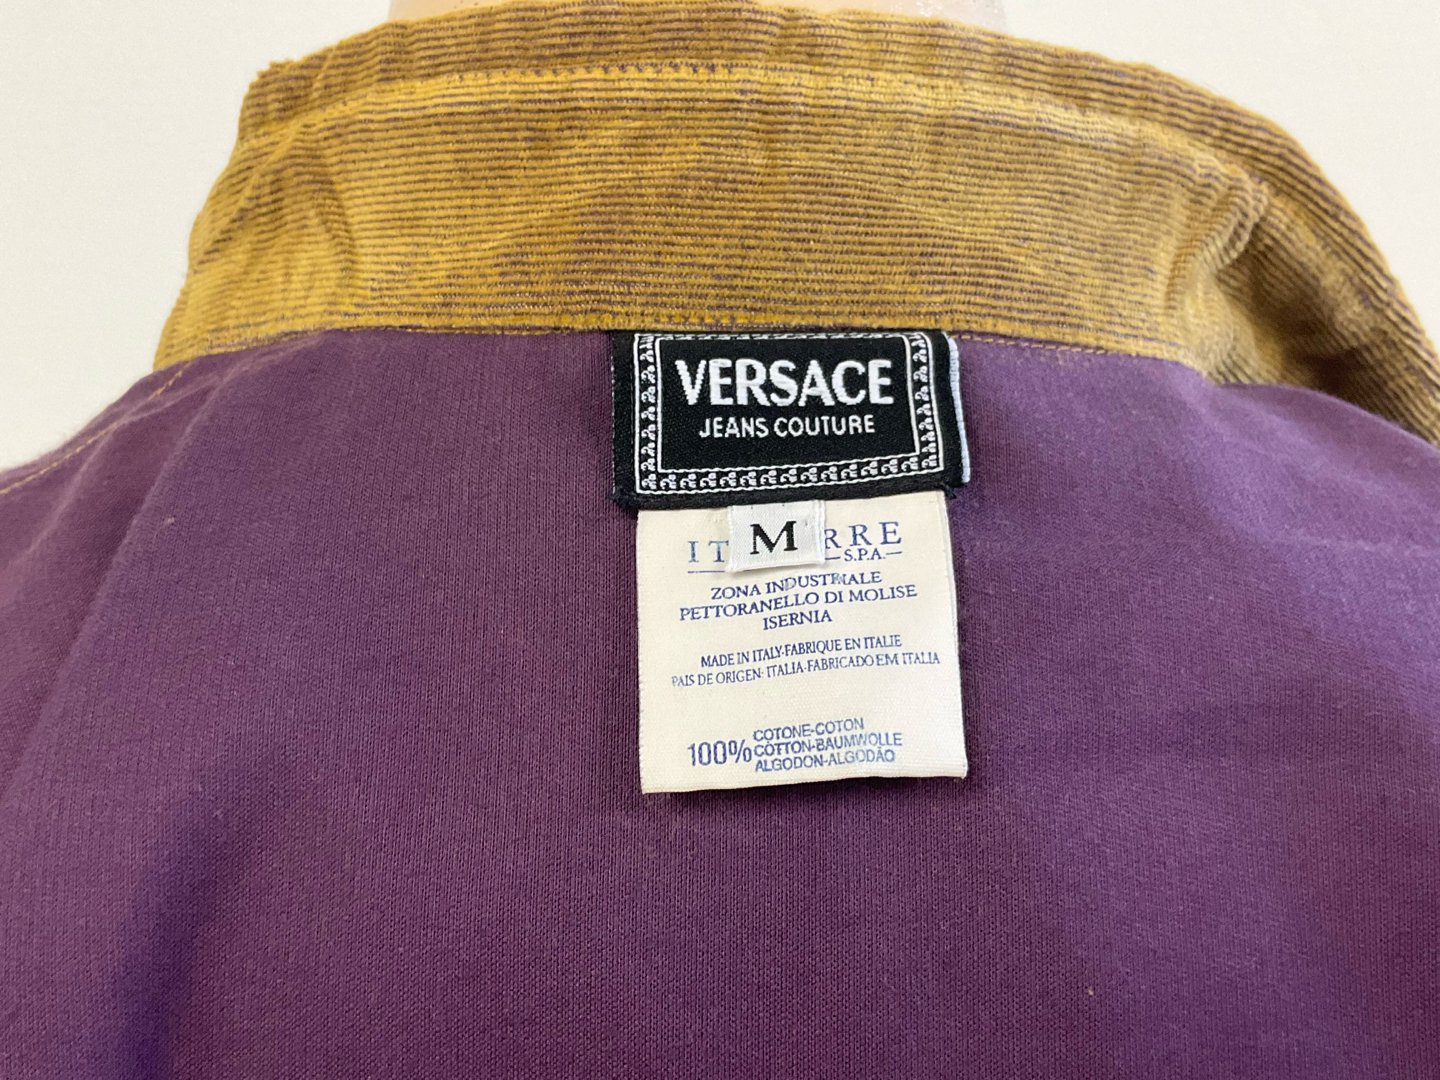 VERSACE
JEANS COUTURE
M
IT RRE
S.P.A.
ZONA INDUSTRIALE
PETTORANELLO DI MOLISE
ISERNIA
MADE IN ITALY-FABRIQUE EN ITALIE
PAIS DE ORIGEN: ITALIA-FABRICADO EM ITALIA
100% COTONE-COTON
COTTON-BAUMWOLLE
ALGODON-ALGODÃO